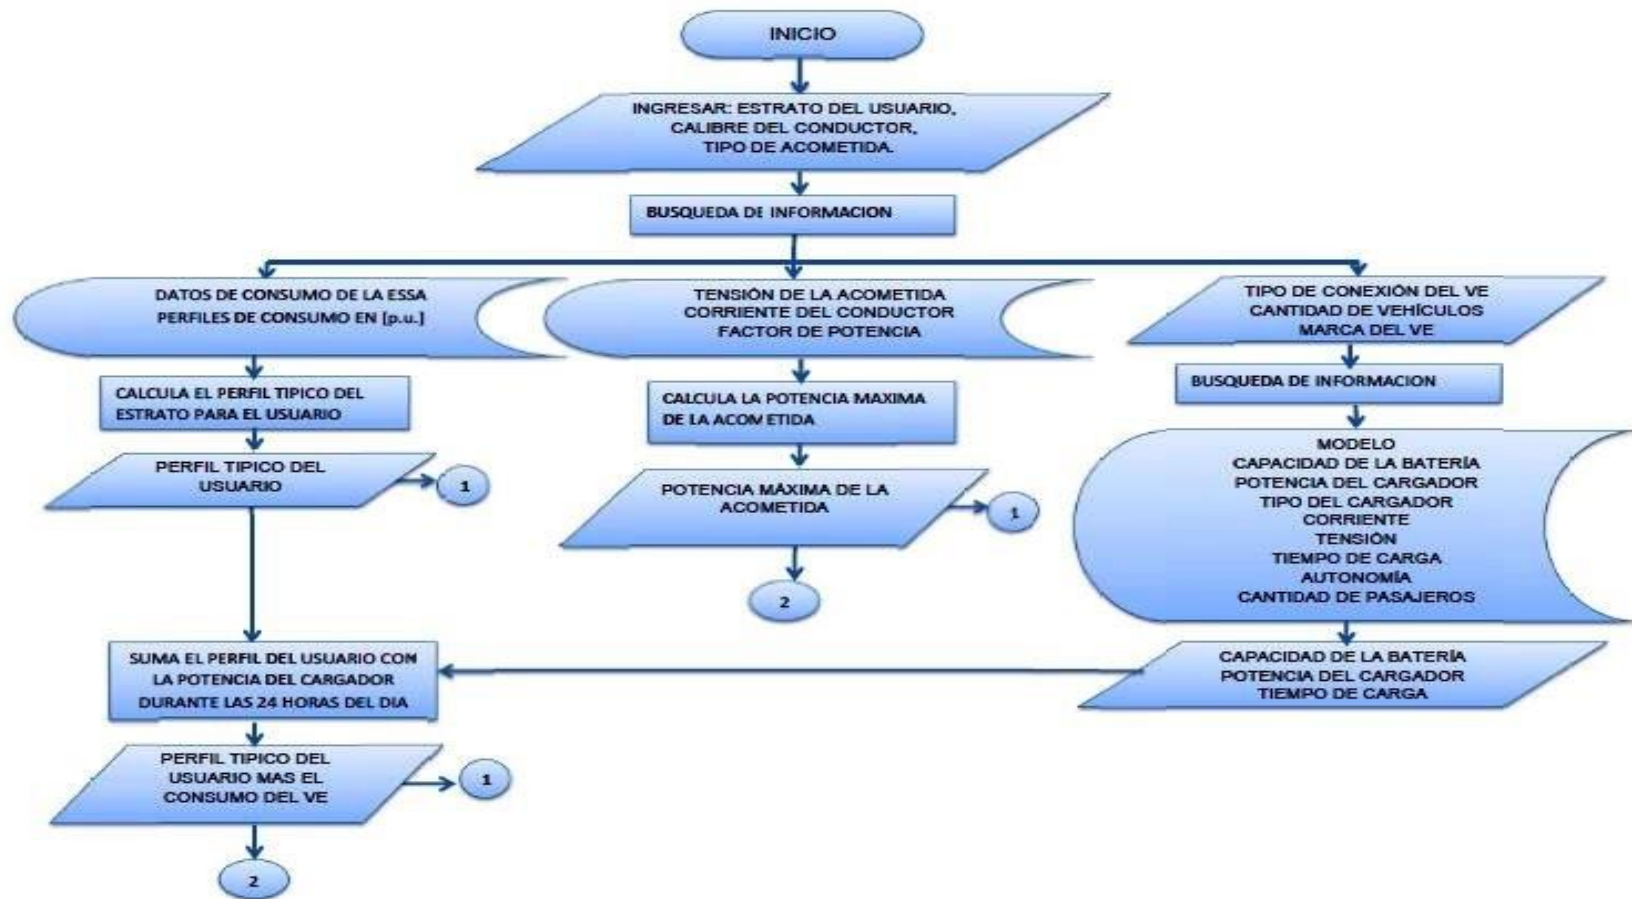 INICIO
INGRESAR: ESTRATO DEL USUARIO,
CALIBRE DEL CONDUCTOR,
TIPO DE ACOMETIDA.
BUSQUEDA DE INFORMACION
DATOS DE CONSUMO DE LA ESSA
PERFILES DE CONSUMO EN [p.u.]
TENSIÓN DE LA ACOMETIDA
CORRIENTE DEL CONDUCTOR
FACTOR DE POTENCIA
TIPO DE CONEXIÓN DEL VE
CANTIDAD DE VEHÍCULOS
MARCA DEL VE
CALCULA EL PERFIL TIPICO DEL
ESTRATO PARA EL USUARIO
CALCULA LA POTENCIA MAXIMA
DE LA ACOMETIDA
BUSQUEDA DE INFORMACION
PERFIL TIPICO DEL
USUARIO
1
POTENCIA MÁXIMA DE LA
ACOMETIDA
1
2
MODELO
CAPACIDAD DE LA BATERÍA
POTENCIA DEL CARGADOR
TIPO DEL CARGADOR
CORRIENTE
TENSIÓN
TIEMPO DE CARGA
AUTONOMÍA
CANTIDAD DE PASAJEROS
SUMA EL PERFIL DEL USUARIO CON
LA POTENCIA DEL CARGADOR
DURANTE LAS 24 HORAS DEL DIA
CAPACIDAD DE LA BATERÍA
POTENCIA DEL CARGADOR
TIEMPO DE CARGA
PERFIL TIPICO DEL
USUARIO MAS EL
CONSUMO DEL VE
1
2